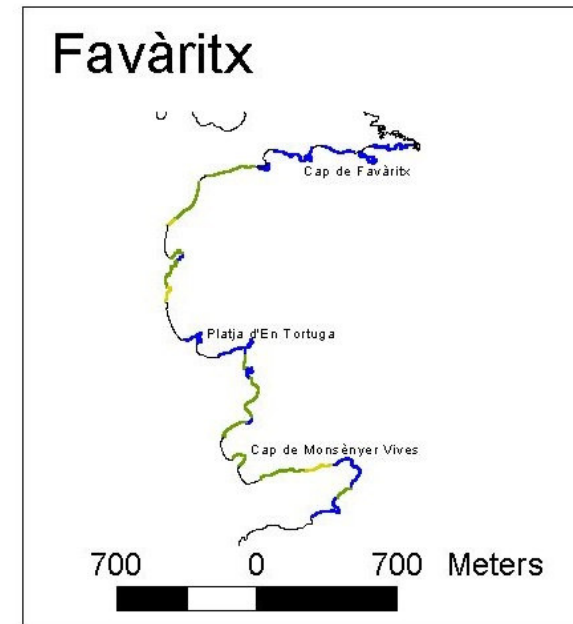 Favàritx
Cap de Favàritx
Platja d'En Tortuga
Cap de Monsènyer Vives
700 0 700 Meters